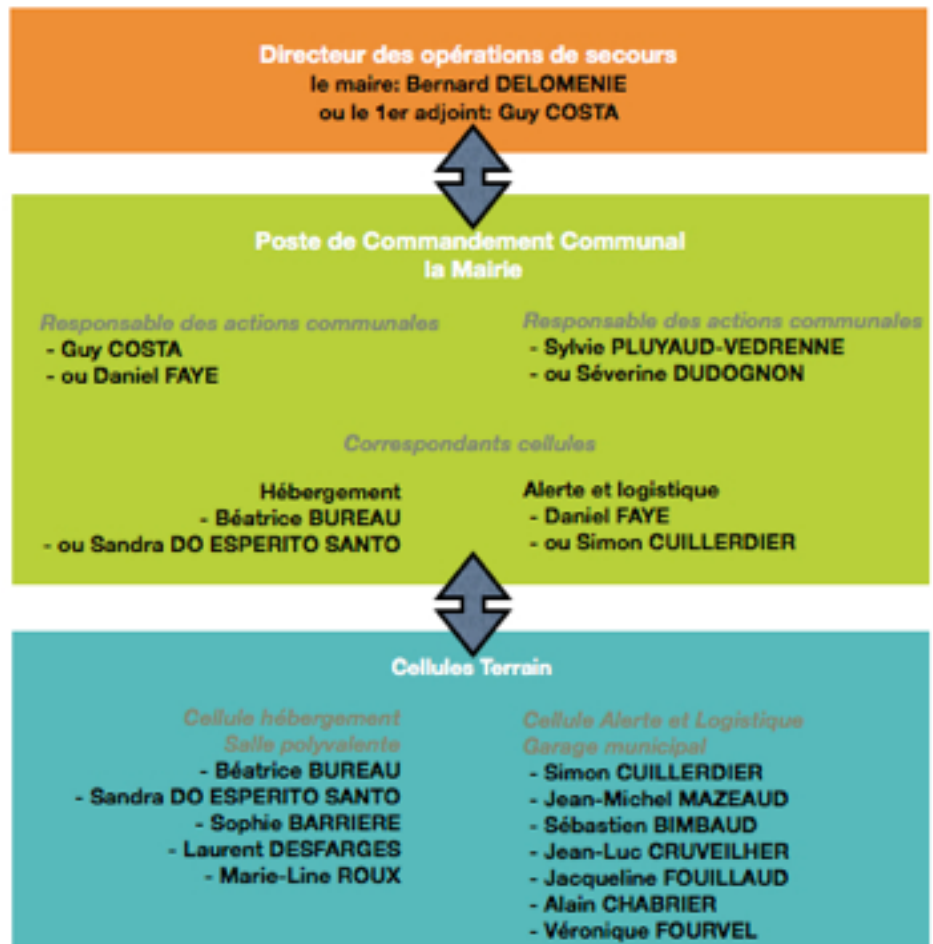 Directeur des opérations de secours
le maire: Bernard DELOMENIE
ou le 1er adjoint: Guy COSTA
Poste de Commandement Communal
la Mairie
Responsable des actions communales
- Guy COSTA
- ou Daniel FAYE
Responsable des actions communales
- Sylvie PLUYAUD-VEDRENNE
- ou Séverine DUDOGNON
Correspondants cellules
Hébergement
- Béatrice BUREAU
- ou Sandra DO ESPERITO SANTO
Alerte et logistique
- Daniel FAYE
- ou Simon CUILLERDIER
Cellules Terrain
Cellule hébergement
Salle polyvalente
- Béatrice BUREAU
- Sandra DO ESPERITO SANTO
- Sophie BARRIERE
- Laurent DESFARGES
- Marie-Line ROUX
Cellule Alerte et Logistique
Garage municipal
- Simon CUILLERDIER
- Jean-Michel MAZEAUD
- Sébastien BIMBAUD
- Jean-Luc CRUVEILHER
- Jacqueline FOUILLAUD
- Alain CHABRIER
- Véronique FOURVEL